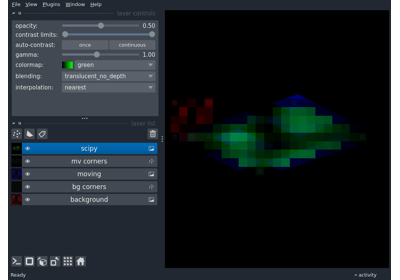 File View Plugins Window Help
layer controls
opacity: 0.50
contrast limits:
auto-contrast: once continuous
gamma: 1.00
colormap: green
blending: translucent_no_depth
interpolation: nearest
layer list
scipy
mv corners
moving
bg corners
background
Ready
activity